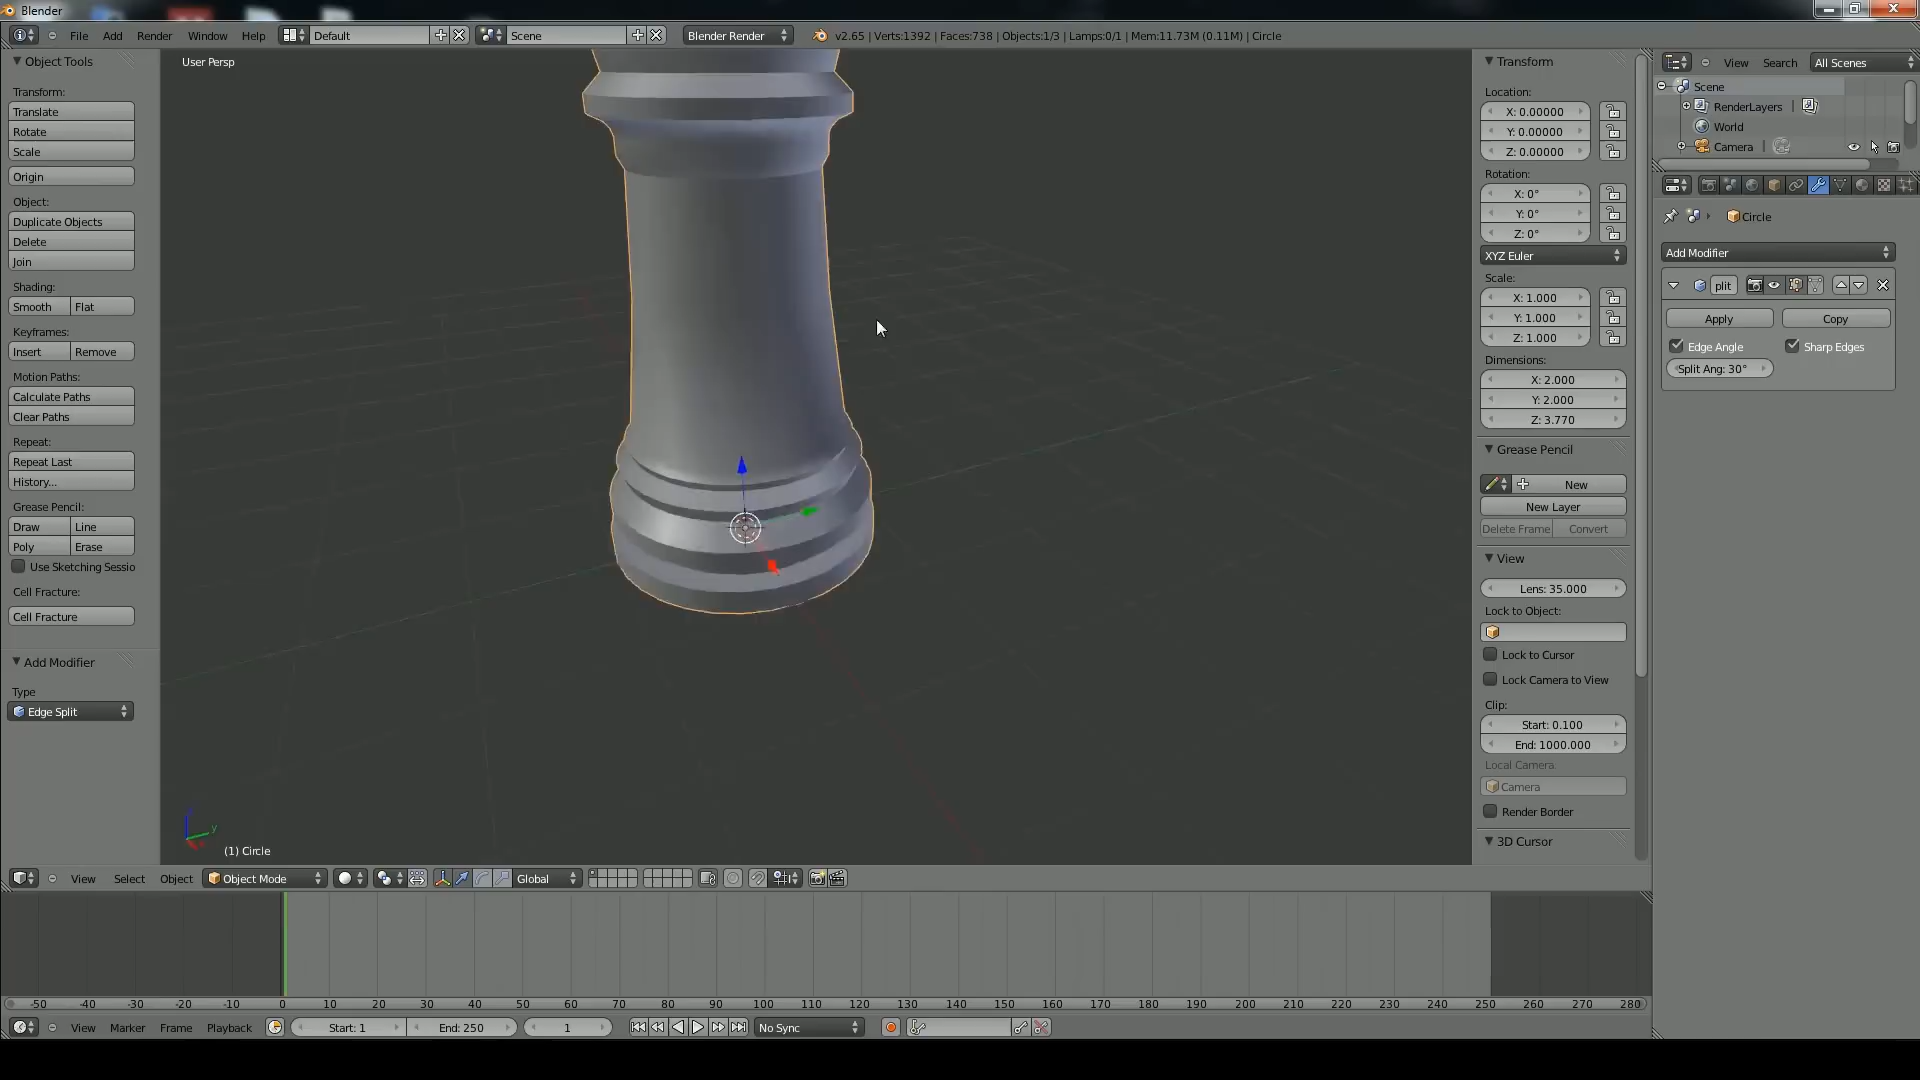 Blender
File Add Render Window Help Default Scene Blender Render v2.65 | Verts:1392 | Faces:738 | Objects:1/3 | Lamps:0/1 | Mem:11.73M (0.11M) | Circle
Object Tools
Transform:
Translate
Rotate
Scale
Origin
Object:
Duplicate Objects
Delete
Join
Shading:
Smooth Flat
Keyframes:
Insert Remove
Motion Paths:
Calculate Paths
Clear Paths
Repeat:
Repeat Last
History...
Grease Pencil:
Draw Line
Poly Erase
Use Sketching Sessio
Cell Fracture:
Cell Fracture
Add Modifier
Type
Edge Split
User Persp
y
(1) Circle
Transform
Location:
X: 0.00000
Y: 0.00000
Z: 0.00000
Rotation:
X: 0°
Y: 0°
Z: 0°
XYZ Euler
Scale:
X: 1.000
Y: 1.000
Z: 1.000
Dimensions:
X: 2.000
Y: 2.000
Z: 3.770
Grease Pencil
New
New Layer
Delete Frame Convert
View
Lens: 35.000
Lock to Object:
Lock to Cursor
Lock Camera to View
Clip:
Start: 0.100
End: 1000.000
Local Camera:
Camera
Render Border
3D Cursor
View Search All Scenes
Scene
RenderLayers |
World
Camera
Circle
Add Modifier
plit
Apply Copy
Edge Angle Sharp Edges
Split Ang: 30°
View Select Object Object Mode Global
-50 -40 -30 -20 -10 0 10 20 30 40 50 60 70 80 90 100 110 120 130 140 150 160 170 180 190 200 210 220 230 240 250 260 270 280
View Marker Frame Playback Start: 1 End: 250 1 No Sync